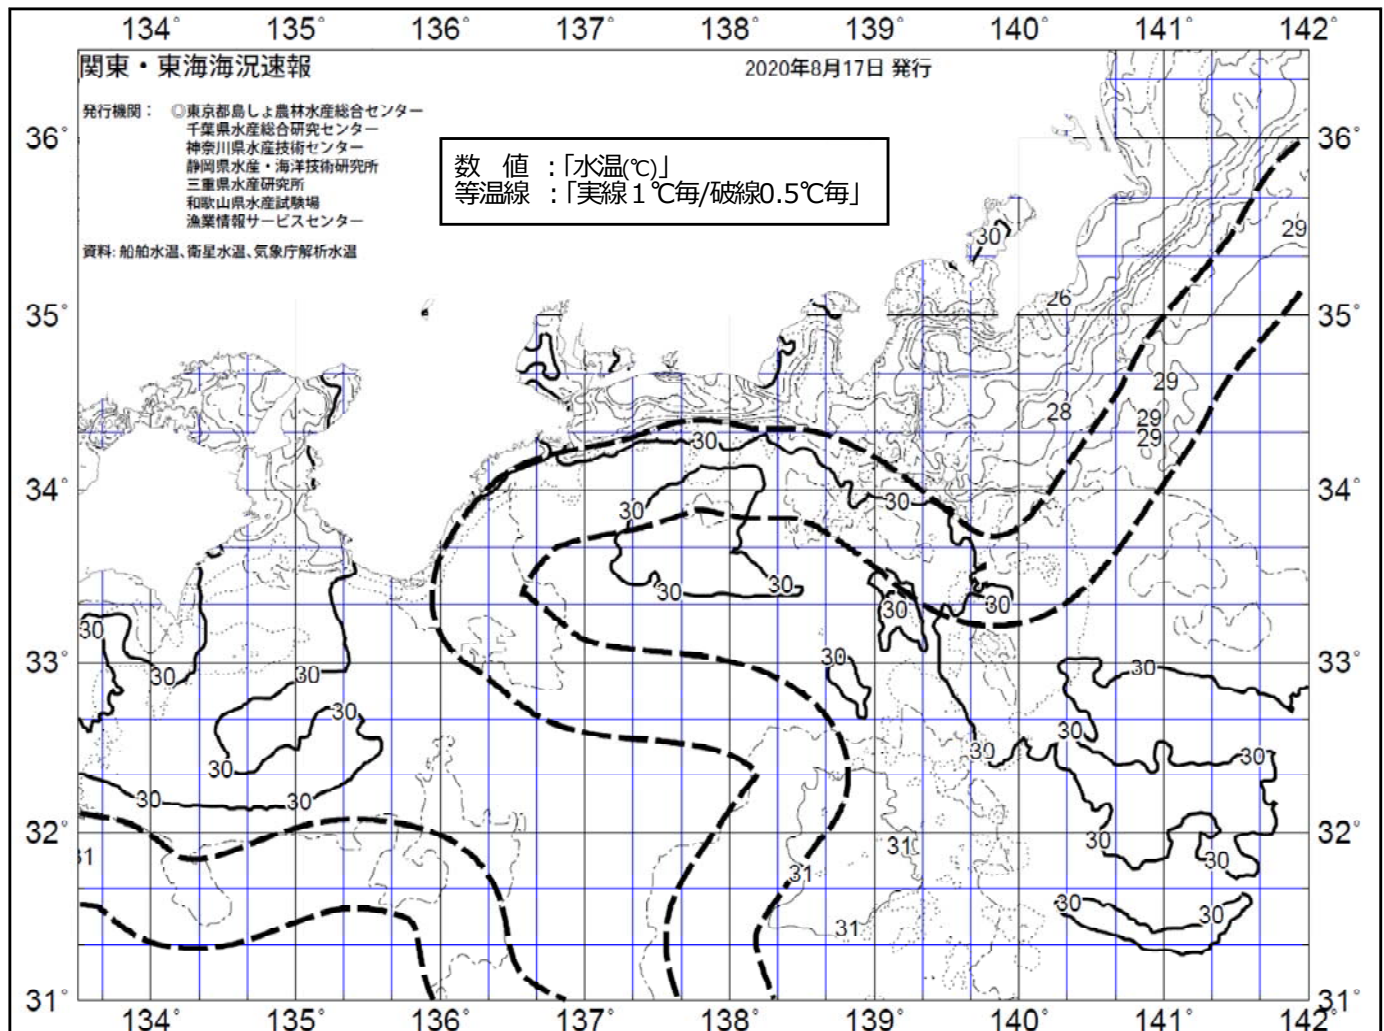 134° 135° 136° 137° 138° 139° 140° 141° 142°
関東・東海海況速報
2020年8月17日 発行
発行機関： ◎東京都島しょ農林水産総合センター
千葉県水産総合研究センター
神奈川県水産技術センター
静岡県水産・海洋技術研究所
三重県水産研究所
和歌山県水産試験場
漁業情報サービスセンター
資料: 船舶水温、衛星水温、気象庁解析水温
数　値　：「水温(℃)」
等温線　：「実線１℃毎/破線0.5℃毎」
36° 36°
30 29
26
35° 35°
29
28 29
29
30
34° 30 30 34°
30 30
30 30
30
33° 30 30 30 30 33°
30 30
30 30 30
30 30
32° 30 32°
31 31 30
31
30 30
31
31° 31°
134° 135° 136° 137° 138° 139° 140° 141° 142°